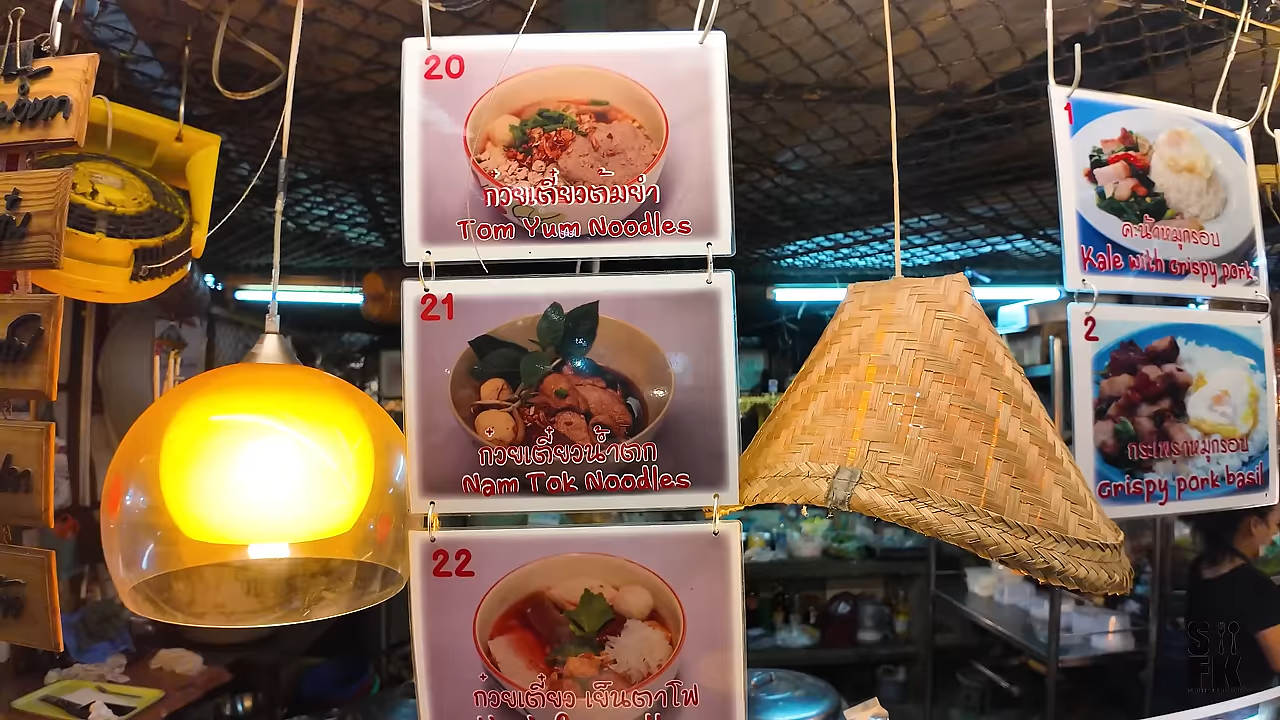 20
ก๋วยเตี๋ยวต้มยำ
Tom Yum Noodles
21
ก๋วยเตี๋ยวน้ำตก
Nam Tok Noodles
22
ก๋วยเตี๋ยว เย็นตาโฟ
1
คะน้าหมูกรอบ
Kale with crispy pork
2
กระเพราหมูกรอบ
crispy pork basil